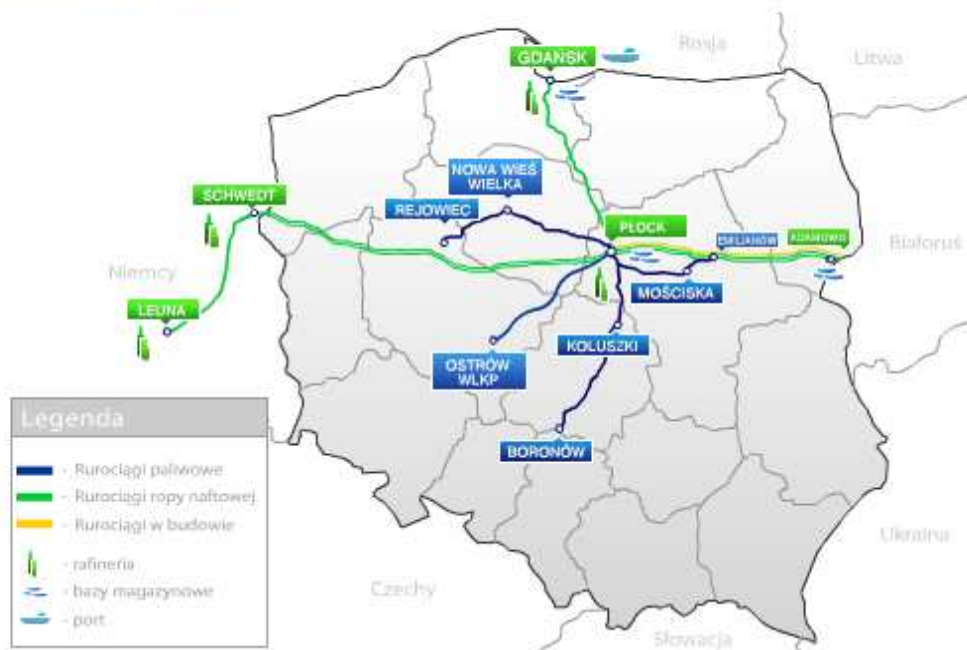 Rosja
Litwa
GDAŃSK
NOWA WIEŚ
WIELKA
SCHWEDT
REJOWIEC
PŁOCK
EMILIANÓW
ADAMOWO
Białoruś
Niemcy
MOŚCISKA
LEUNA
KOLUSZKI
OSTRÓW
WLKP
BORONÓW
Legenda
- Rurociągi paliwowe
- Rurociągi ropy naftowej
- Rurociągi w budowie
- rafineria
- bazy magazynowe
- port
Ukraina
Czechy
Słowacja